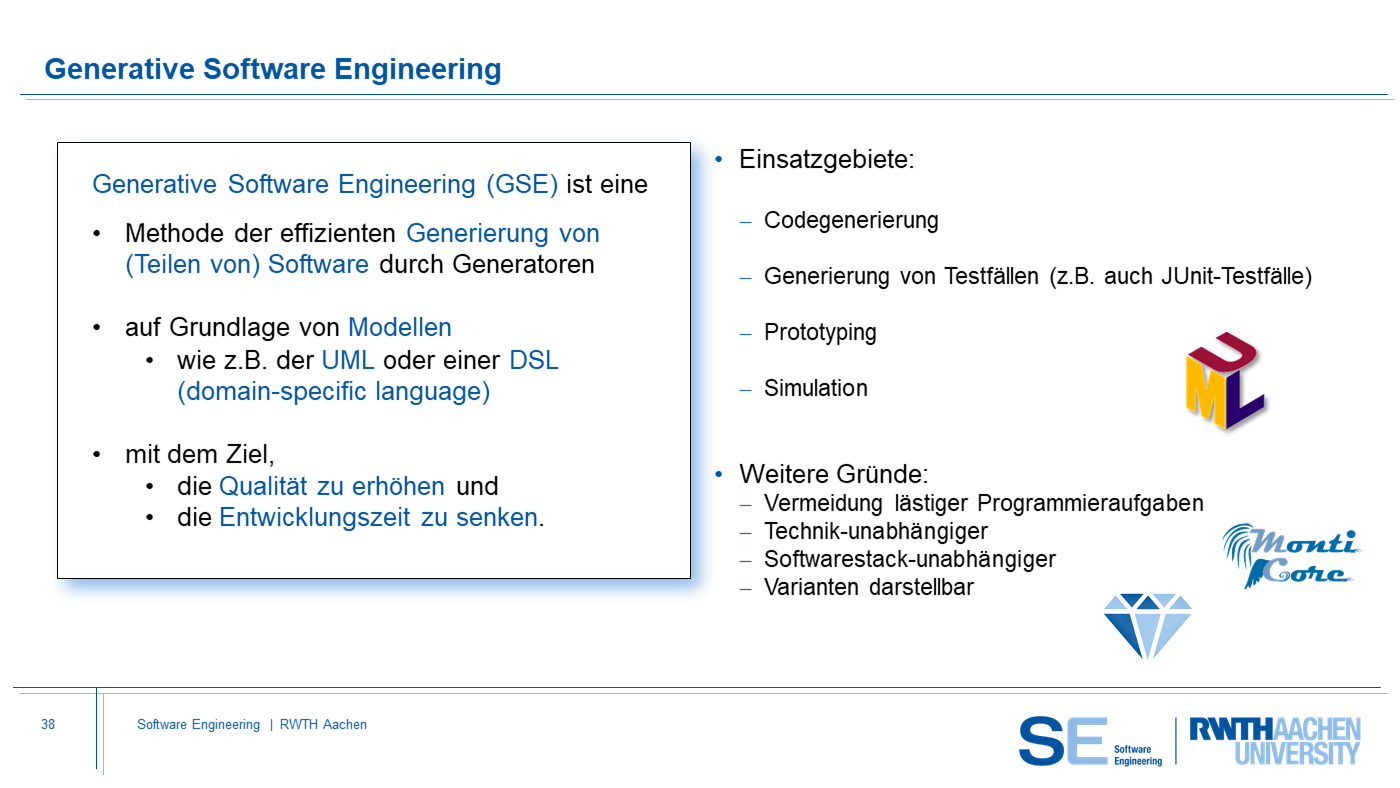 Generative Software Engineering
Generative Software Engineering (GSE) ist eine
• Methode der effizienten Generierung von
(Teilen von) Software durch Generatoren
• auf Grundlage von Modellen
• wie z.B. der UML oder einer DSL
(domain-specific language)
• mit dem Ziel,
• die Qualität zu erhöhen und
• die Entwicklungszeit zu senken.
• Einsatzgebiete:
– Codegenerierung
– Generierung von Testfällen (z.B. auch JUnit-Testfälle)
– Prototyping
– Simulation
UML
• Weitere Gründe:
– Vermeidung lästiger Programmieraufgaben
– Technik-unabhängiger
– Softwarestack-unabhängiger
– Varianten darstellbar
Monti
Core
38
Software Engineering | RWTH Aachen
SE Software
Engineering
RWTHAACHEN
UNIVERSITY